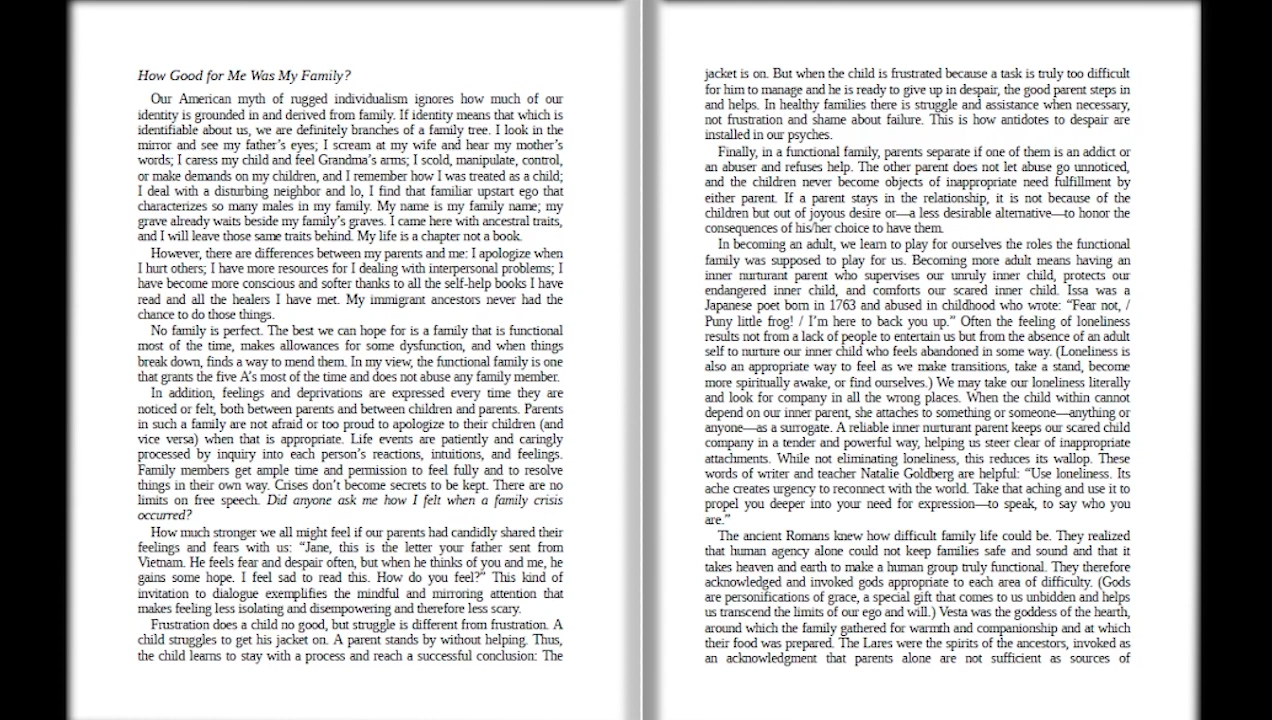 How Good for Me Was My Family?
Our American myth of rugged individualism ignores how much of our
identity is grounded in and derived from family. If identity means that which is
identifiable about us, we are definitely branches of a family tree. I look in the
mirror and see my father’s eyes; I scream at my wife and hear my mother’s
words; I caress my child and feel Grandma’s arms; I scold, manipulate, control,
or make demands on my children, and I remember how I was treated as a child;
I deal with a disturbing neighbor and lo, I find that familiar upstart ego that
characterizes so many males in my family. My name is my family name; my
grave already waits beside my family’s graves. I came here with ancestral traits,
and I will leave those same traits behind. My life is a chapter not a book.
However, there are differences between my parents and me: I apologize when
I hurt others; I have more resources for I dealing with interpersonal problems; I
have become more conscious and softer thanks to all the self-help books I have
read and all the healers I have met. My immigrant ancestors never had the
chance to do those things.
No family is perfect. The best we can hope for is a family that is functional
most of the time, makes allowances for some dysfunction, and when things
break down, finds a way to mend them. In my view, the functional family is one
that grants the five A’s most of the time and does not abuse any family member.
In addition, feelings and deprivations are expressed every time they are
noticed or felt, both between parents and between children and parents. Parents
in such a family are not afraid or too proud to apologize to their children (and
vice versa) when that is appropriate. Life events are patiently and caringly
processed by inquiry into each person’s reactions, intuitions, and feelings.
Family members get ample time and permission to feel fully and to resolve
things in their own way. Crises don’t become secrets to be kept. There are no
limits on free speech. Did anyone ask me how I felt when a family crisis
occurred?
How much stronger we all might feel if our parents had candidly shared their
feelings and fears with us: “Jane, this is the letter your father sent from
Vietnam. He feels fear and despair often, but when he thinks of you and me, he
gains some hope. I feel sad to read this. How do you feel?” This kind of
invitation to dialogue exemplifies the mindful and mirroring attention that
makes feeling less isolating and disempowering and therefore less scary.
Frustration does a child no good, but struggle is different from frustration. A
child struggles to get his jacket on. A parent stands by without helping. Thus,
the child learns to stay with a process and reach a successful conclusion: The
jacket is on. But when the child is frustrated because a task is truly too difficult
for him to manage and he is ready to give up in despair, the good parent steps in
and helps. In healthy families there is struggle and assistance when necessary,
not frustration and shame about failure. This is how antidotes to despair are
installed in our psyches.
Finally, in a functional family, parents separate if one of them is an addict or
an abuser and refuses help. The other parent does not let abuse go unnoticed,
and the children never become objects of inappropriate need fulfillment by
either parent. If a parent stays in the relationship, it is not because of the
children but out of joyous desire or—a less desirable alternative—to honor the
consequences of his/her choice to have them.
In becoming an adult, we learn to play for ourselves the roles the functional
family was supposed to play for us. Becoming more adult means having an
inner nurturant parent who supervises our unruly inner child, protects our
endangered inner child, and comforts our scared inner child. Issa was a
Japanese poet born in 1763 and abused in childhood who wrote: “Fear not, /
Puny little frog! / I’m here to back you up.” Often the feeling of loneliness
results not from a lack of people to entertain us but from the absence of an adult
self to nurture our inner child who feels abandoned in some way. (Loneliness is
also an appropriate way to feel as we make transitions, take a stand, become
more spiritually awake, or find ourselves.) We may take our loneliness literally
and look for company in all the wrong places. When the child within cannot
depend on our inner parent, she attaches to something or someone—anything or
anyone—as a surrogate. A reliable inner nurturant parent keeps our scared child
company in a tender and powerful way, helping us steer clear of inappropriate
attachments. While not eliminating loneliness, this reduces its wallop. These
words of writer and teacher Natalie Goldberg are helpful: “Use loneliness. Its
ache creates urgency to reconnect with the world. Take that aching and use it to
propel you deeper into your need for expression—to speak, to say who you
are.”
The ancient Romans knew how difficult family life could be. They realized
that human agency alone could not keep families safe and sound and that it
takes heaven and earth to make a human group truly functional. They therefore
acknowledged and invoked gods appropriate to each area of difficulty. (Gods
are personifications of grace, a special gift that comes to us unbidden and helps
us transcend the limits of our ego and will.) Vesta was the goddess of the hearth,
around which the family gathered for warmth and companionship and at which
their food was prepared. The Lares were the spirits of the ancestors, invoked as
an acknowledgment that parents alone are not sufficient as sources of